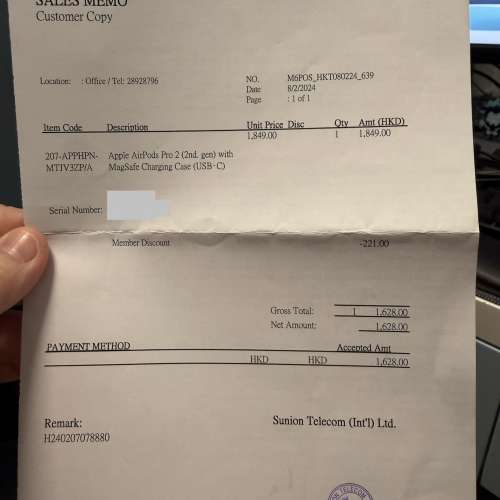 SALES MEMO
Customer Copy
Location: : Office / Tel: 28928796
NO. M6POS_HKT080224_639
Date 8/2/2024
Page : 1 of 1
Item Code Description Unit Price Disc Qty Amt (HKD)
1,849.00 1 1,849.00
207-APPHPN- Apple AirPods Pro 2 (2nd. gen) with
MTJV3ZP/A MagSafe Charging Case (USB-C)
Serial Number:
Member Discount -221.00
Gross Total: 1 1,628.00
Net Amount: 1,628.00
PAYMENT METHOD Accepted Amt
HKD HKD 1,628.00
Remark: Sunion Telecom (Int'l) Ltd.
H240207078880
TELECOM